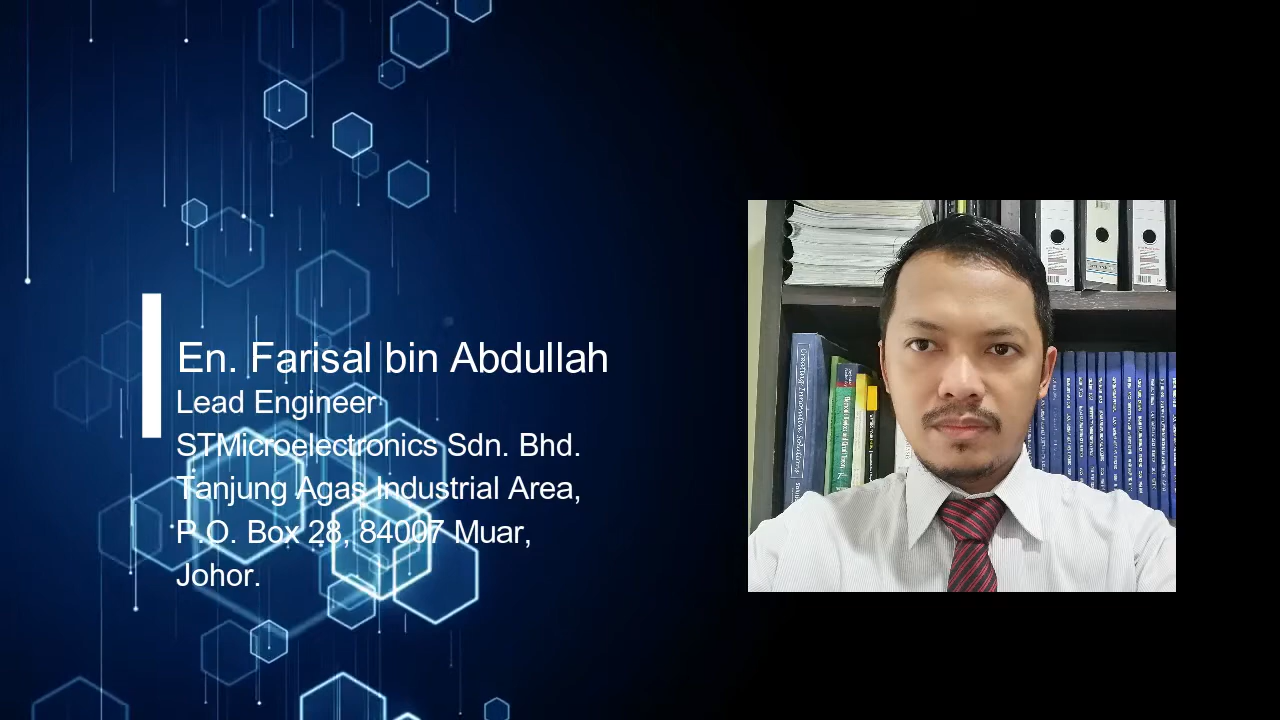 En. Farisal bin Abdullah
Lead Engineer
STMicroelectronics Sdn. Bhd.
Tanjung Agas Industrial Area,
P.O. Box 28, 84007 Muar,
Johor.